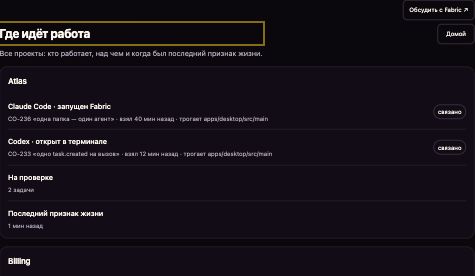 Обсудить с Fabric ↗
Где идёт работа
Домой
Все проекты: кто работает, над чем и когда был последний признак жизни.
Atlas
Claude Code · запущен Fabric
связано
CO-236 «одна папка — один агент» · взял 40 мин назад · трогает apps/desktop/src/main
Codex · открыт в терминале
связано
CO-233 «одно task.created на вызов» · взял 12 мин назад · трогает apps/desktop/src/main
На проверке
2 задачи
Последний признак жизни
1 мин назад
Billing